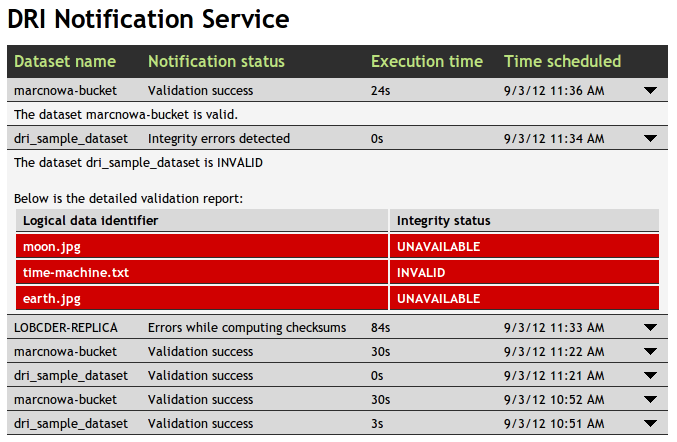 DRI Notification Service
Dataset name Notification status Execution time Time scheduled
marcnowa-bucket Validation success 24s 9/3/12 11:36 AM
The dataset marcnowa-bucket is valid.
dri_sample_dataset Integrity errors detected 0s 9/3/12 11:34 AM
The dataset dri_sample_dataset is INVALID
Below is the detailed validation report:
Logical data identifier Integrity status
moon.jpg UNAVAILABLE
time-machine.txt INVALID
earth.jpg UNAVAILABLE
LOBCDER-REPLICA Errors while computing checksums 84s 9/3/12 11:33 AM
marcnowa-bucket Validation success 30s 9/3/12 11:22 AM
dri_sample_dataset Validation success 0s 9/3/12 11:21 AM
marcnowa-bucket Validation success 30s 9/3/12 10:52 AM
dri_sample_dataset Validation success 3s 9/3/12 10:51 AM